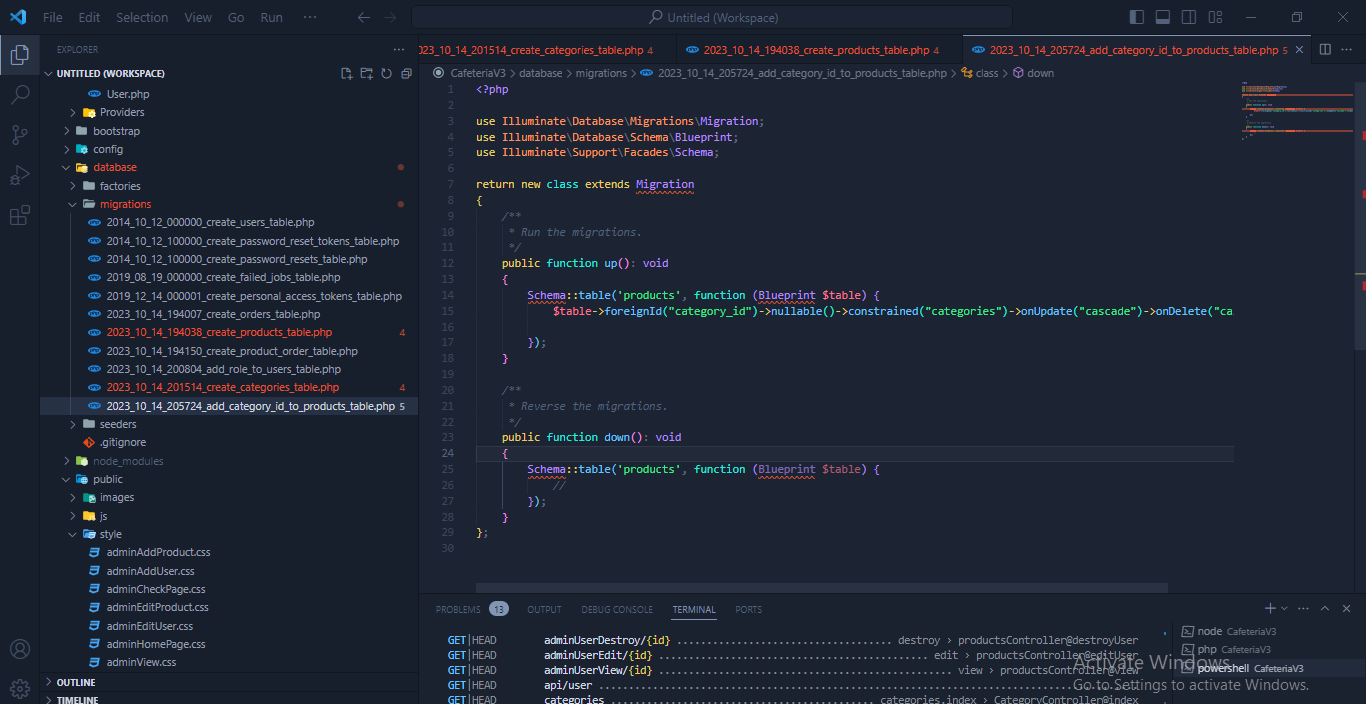 File Edit Selection View Go Run ··· Untitled (Workspace)
EXPLORER ···
UNTITLED (WORKSPACE)
User.php
Providers
bootstrap
config
database
factories
migrations
2014_10_12_000000_create_users_table.php
2014_10_12_100000_create_password_reset_tokens_table.php
2014_10_12_100000_create_password_resets_table.php
2019_08_19_000000_create_failed_jobs_table.php
2019_12_14_000001_create_personal_access_tokens_table.php
2023_10_14_194007_create_orders_table.php
2023_10_14_194038_create_products_table.php 4
2023_10_14_194150_create_product_order_table.php
2023_10_14_200804_add_role_to_users_table.php
2023_10_14_201514_create_categories_table.php 4
2023_10_14_205724_add_category_id_to_products_table.php 5
seeders
.gitignore
node_modules
public
images
js
style
adminAddProduct.css
adminAddUser.css
adminCheckPage.css
adminEditProduct.css
adminEditUser.css
adminHomePage.css
adminView.css
OUTLINE
TIMELINE
023_10_14_201514_create_categories_table.php 4 2023_10_14_194038_create_products_table.php 4 2023_10_14_205724_add_category_id_to_products_table.php 5
CafeteriaV3 > database > migrations > 2023_10_14_205724_add_category_id_to_products_table.php > class > down
1 <?php
2
3 use Illuminate\Database\Migrations\Migration;
4 use Illuminate\Database\Schema\Blueprint;
5 use Illuminate\Support\Facades\Schema;
6
7 return new class extends Migration
8 {
9 /**
10 * Run the migrations.
11 */
12 public function up(): void
13 {
14 Schema::table('products', function (Blueprint $table) {
15 $table->foreignId("category_id")->nullable()->constrained("categories")->onUpdate("cascade")->onDelete("ca
16
17 });
18 }
19
20 /**
21 * Reverse the migrations.
22 */
23 public function down(): void
24 {
25 Schema::table('products', function (Blueprint $table) {
26 //
27 });
28 }
29 };
30
PROBLEMS 13 OUTPUT DEBUG CONSOLE TERMINAL PORTS
GET|HEAD adminUserDestroy/{id} .................................. destroy › productsController@destroyUser
GET|HEAD adminUserEdit/{id} .......................................... edit › productsController@editUser
GET|HEAD adminUserView/{id} .............................................. view › productsController@view
GET|HEAD api/user ...............................................................................
GET|HEAD categories .......................................... categories.index › CategoryController@index
node CafeteriaV3
php CafeteriaV3
powershell CafeteriaV3
Activate Windows
Go to Settings to activate Windows.